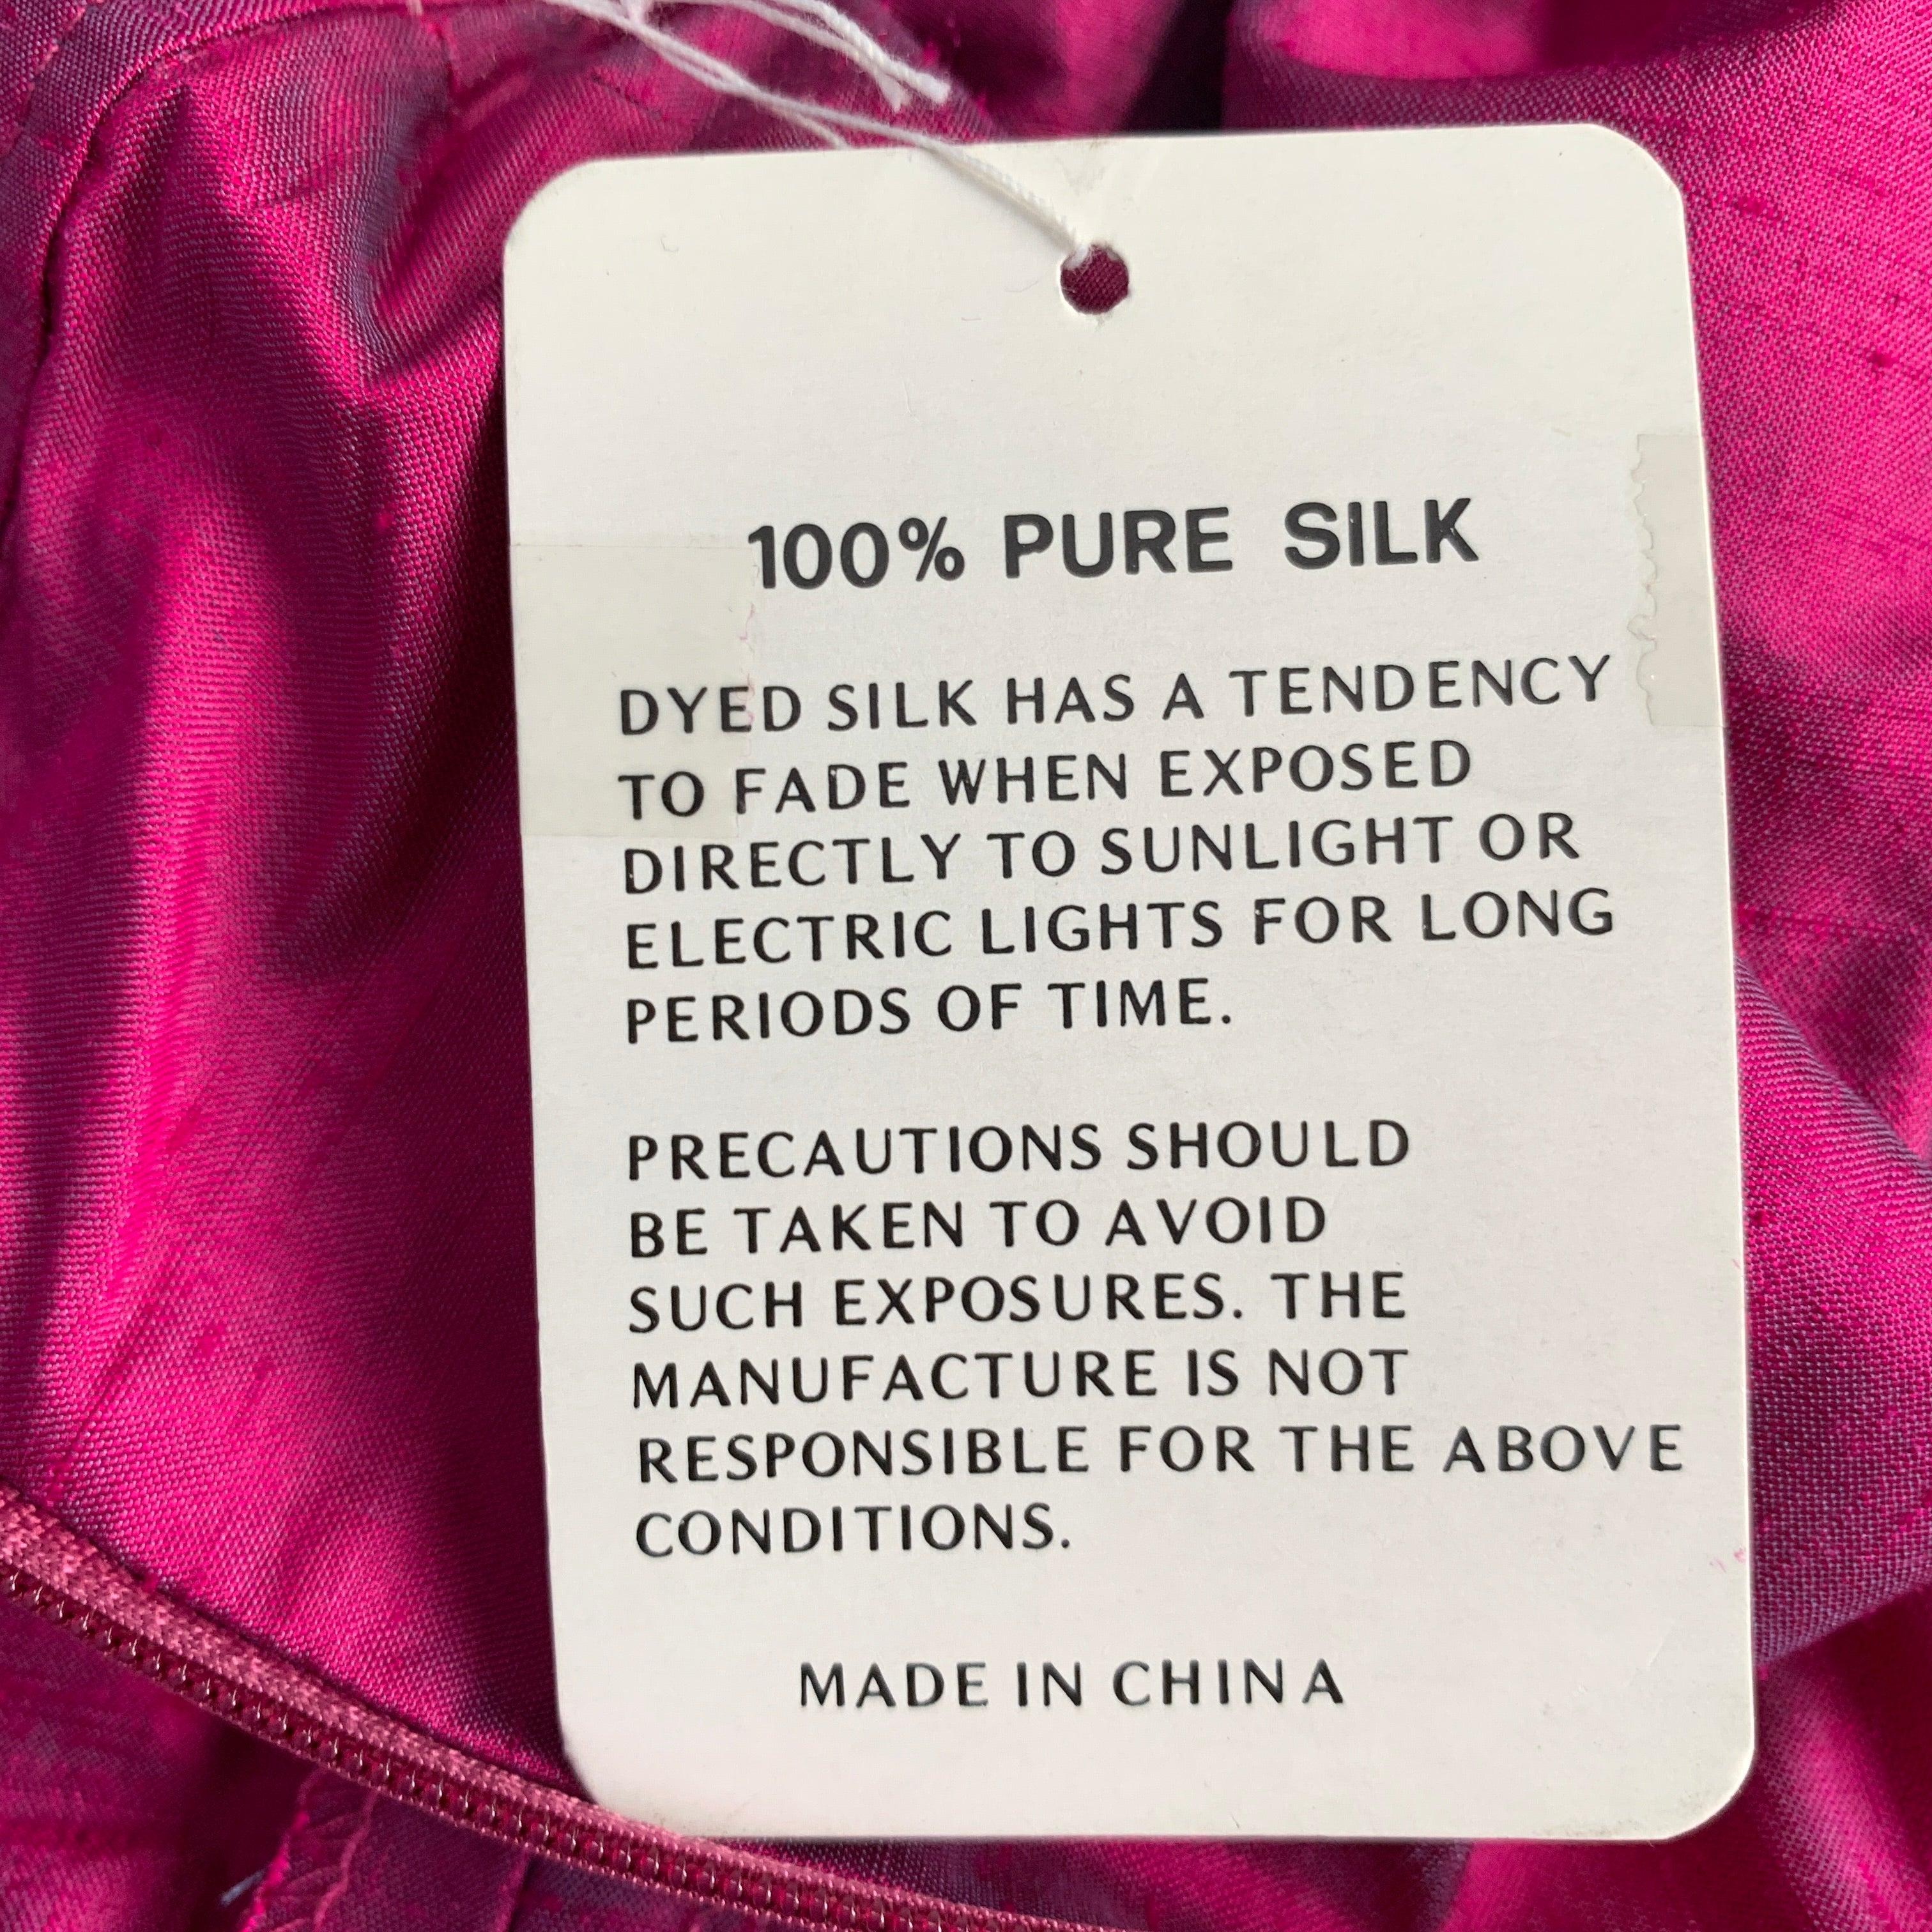 100% PURE SILK
DYED SILK HAS A TENDENCY
TO FADE WHEN EXPOSED
DIRECTLY TO SUNLIGHT OR
ELECTRIC LIGHTS FOR LONG
PERIODS OF TIME.
PRECAUTIONS SHOULD
BE TAKEN TO AVOID
SUCH EXPOSURES. THE
MANUFACTURE IS NOT
RESPONSIBLE FOR THE ABOVE
CONDITIONS.
MADE IN CHINA